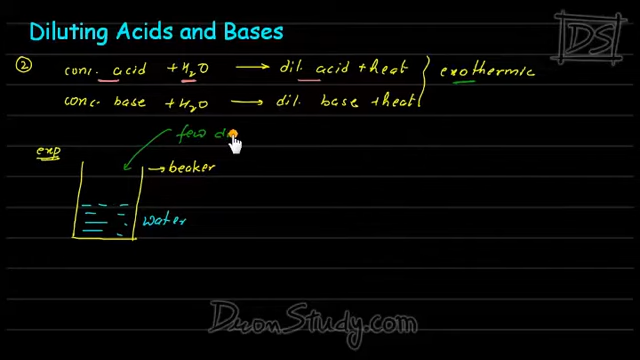 Diluting Acids and Bases
DS
② conc. acid + H₂O → dil. acid + heat } exothermic
conc. base + H₂O → dil. base + heat
few
exp
→ beaker
water
DronStudy.com